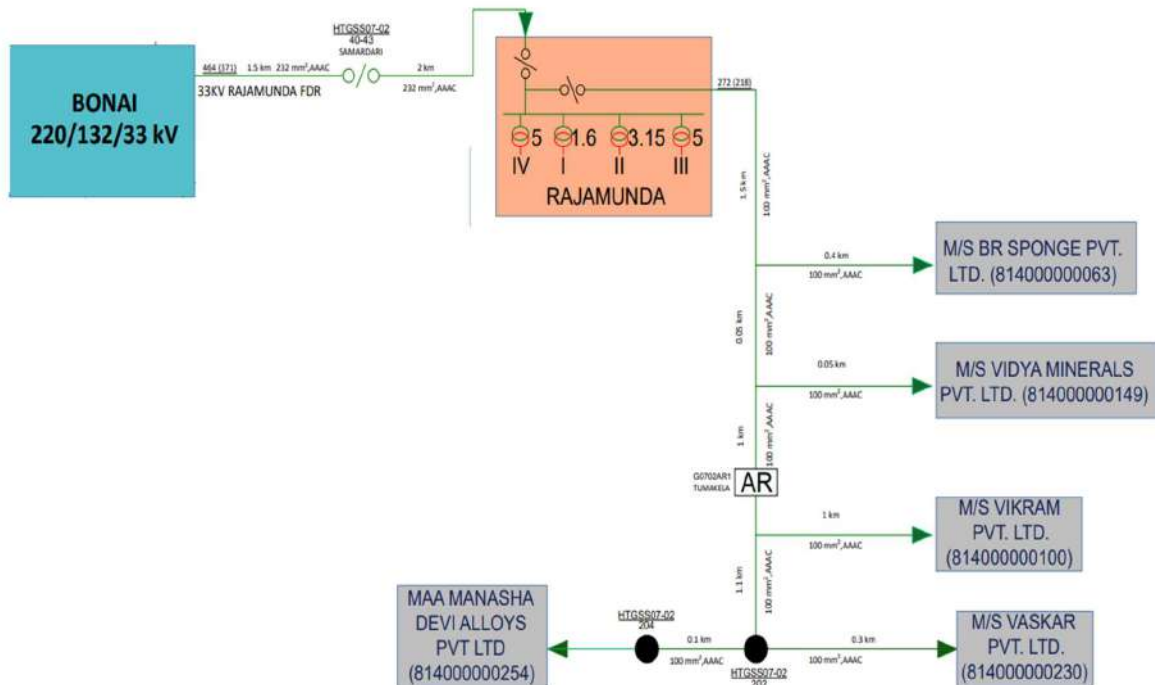 BONAI
220/132/33 kV
464 (371)
1.5 km 232 mm²,AAAC
33KV RAJAMUNDA FDR
HTGSS07-02
40-43
SAMARDARI
2 km
232 mm²,AAAC
5
1.6
3.15
5
IV
I
II
III
RAJAMUNDA
272 (218)
1.5 km
100 mm²,AAAC
0.4 km
100 mm²,AAAC
M/S BR SPONGE PVT.
LTD. (814000000063)
0.05 km
100 mm²,AAAC
0.05 km
100 mm²,AAAC
M/S VIDYA MINERALS
PVT. LTD. (814000000149)
1 km
100 mm²,AAAC
G0702AR1
TUMAKELA
AR
1 km
100 mm²,AAAC
M/S VIKRAM
PVT. LTD.
(814000000100)
1.1 km
100 mm²,AAAC
MAA MANASHA
DEVI ALLOYS
PVT LTD
(814000000254)
HTGSS07-02
204
0.1 km
100 mm²,AAAC
HTGSS07-02
0.3 km
100 mm²,AAAC
M/S VASKAR
PVT. LTD.
(814000000230)